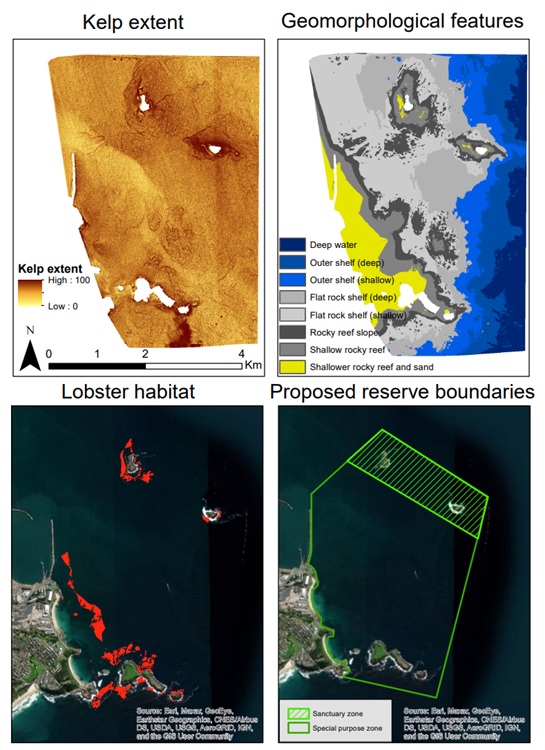 Kelp extent
Geomorphological features
Kelp extent
High : 100
Low : 0
N
0 1 2 4
Km
Deep water
Outer shelf (deep)
Outer shelf (shallow)
Flat rock shelf (deep)
Flat rock shelf (shallow)
Rocky reef slope
Shallow rocky reef
Shallower rocky reef and sand
Lobster habitat
Proposed reserve boundaries
Source: Esri, Maxar, GeoEye,
Earthstar Geographics, CNES/Airbus
DS, USDA, USGS, AeroGRID, IGN,
and the GIS User Community
Sanctuary zone
Special purpose zone
Source: Esri, Maxar, GeoEye,
Earthstar Geographics, CNES/Airbus
DS, USDA, USGS, AeroGRID, IGN,
and the GIS User Community